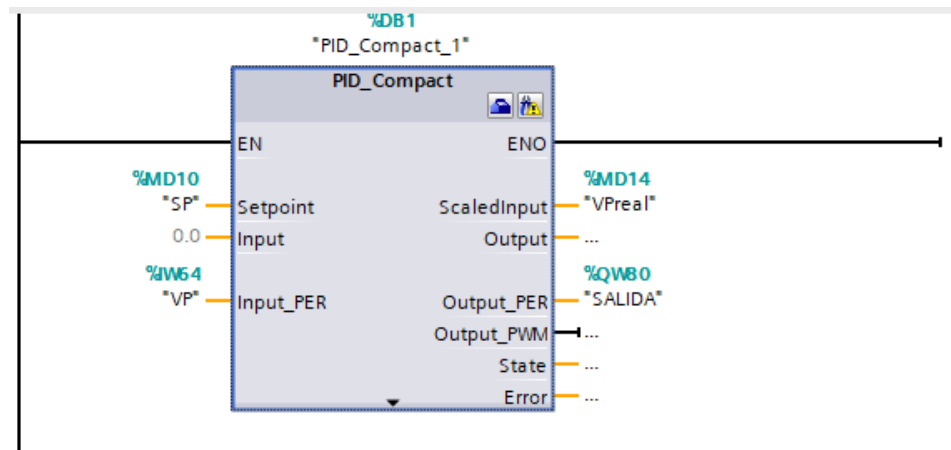 %DB1
"PID_Compact_1"
PID_Compact
EN ENO
%MD10 %MD14
"SP" Setpoint ScaledInput "VPreal"
0.0 Input Output ...
%IW64 %QW80
"VP" Input_PER Output_PER "SALIDA"
Output_PWM ...
State ...
Error ...